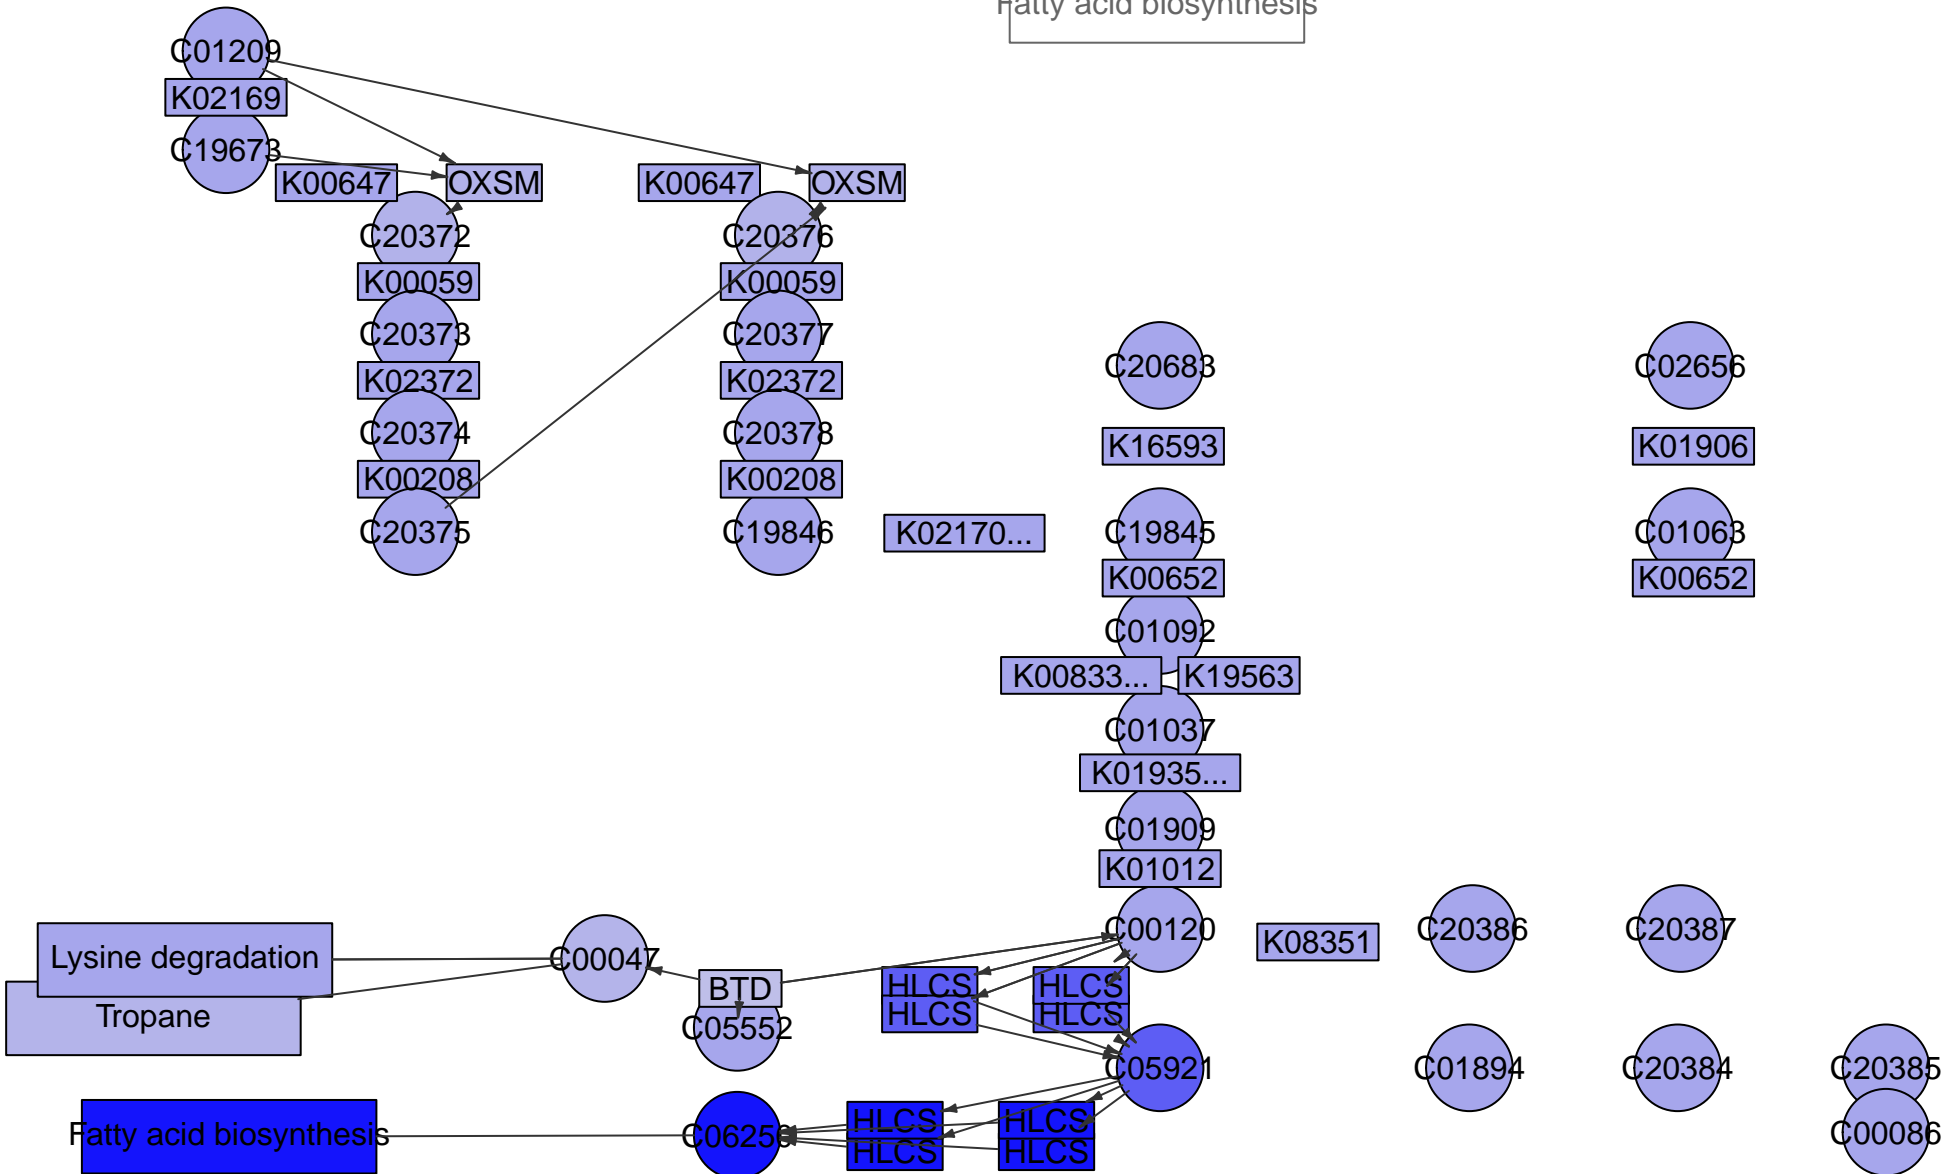 Fatty acid biosynthesis
C01209
K02169
C19673
K00647
OXSM
K00647
OXSM
C20372
C20376
K00059
K00059
C20373
C20377
C20683
C02656
K02372
K02372
C20374
C20378
K16593
K01906
K00208
K00208
C20375
C19846
K02170...
C19845
C01063
K00652
K00652
C01092
K00833...
K19563
C01037
K01935...
C01909
K01012
C00120
C20386
C20387
K08351
Lysine degradation
C00047
BTD
HLCS
HLCS
Tropane
HLCS
HLCS
C05552
C05921
C01894
C20384
C20385
HLCS
HLCS
Fatty acid biosynthesis
C06250
C00086
HLCS
HLCS